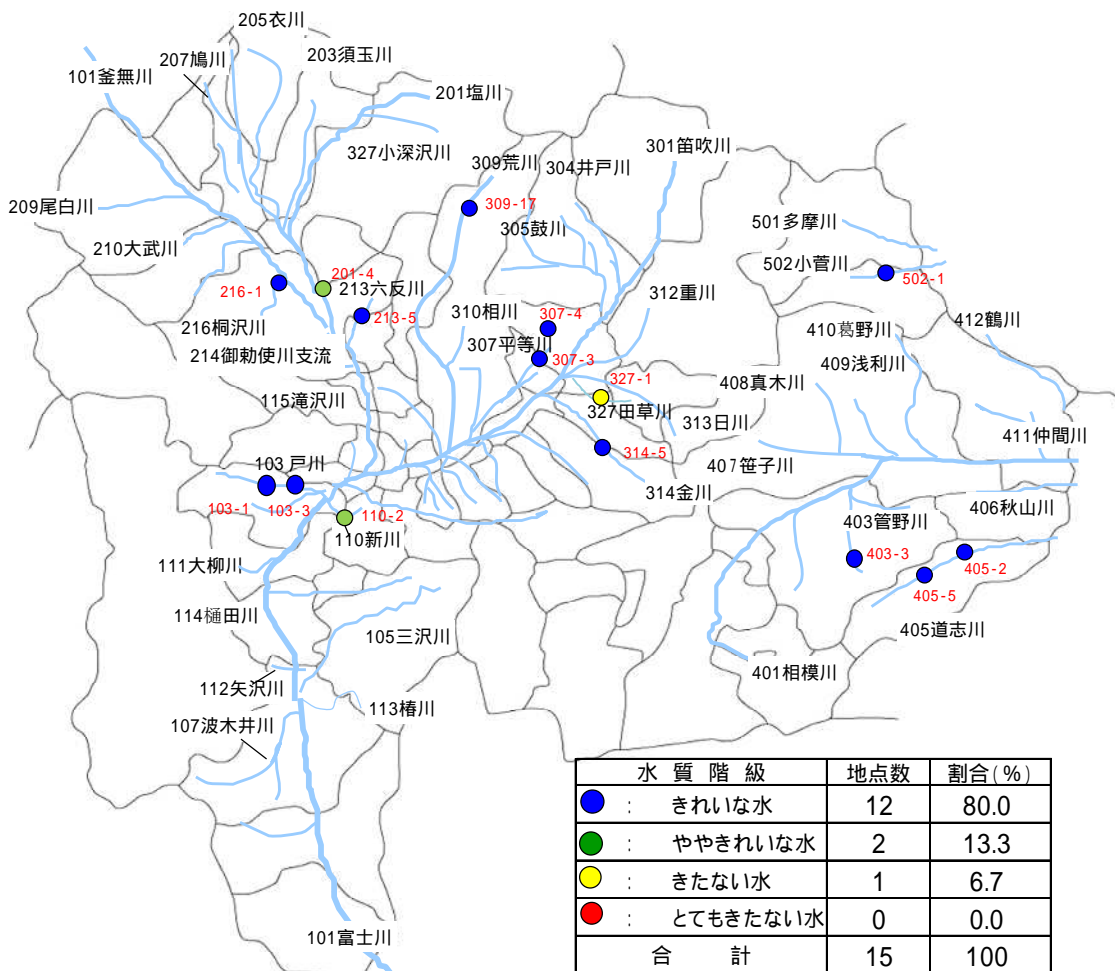 205衣川
207鳩川
203須玉川
101釜無川
201塩川
327小深沢川
309荒川
304井戸川
301笛吹川
209尾白川
309-17
305鼓川
501多摩川
210大武川
502小菅川
201-4
502-1
216-1
213六反川
312重川
216桐沢川
213-5
310相川
307-4
412鶴川
410葛野川
214御勅使川支流
307平等川
307-3
409浅利川
327-1
408真木川
115滝沢川
327田草川
313日川
411仲間川
314-5
103戸川
407笹子川
314金川
103-1
103-3
110-2
406秋山川
110新川
403管野川
111大柳川
403-3
405-2
405-5
114樋田川
105三沢川
405道志川
401相模川
112矢沢川
113椿川
107波木井川
101富士川
水質階級 地点数 割合(%)
: きれいな水 12 80.0
: ややきれいな水 2 13.3
: きたない水 1 6.7
: とてもきたない水 0 0.0
合計 15 100